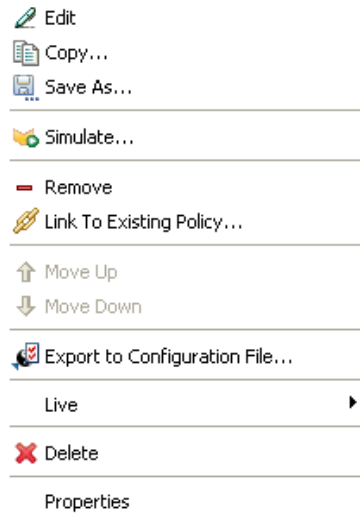 Edit
Copy...
Save As...
Simulate...
Remove
Link To Existing Policy...
Move Up
Move Down
Export to Configuration File...
Live
Delete
Properties